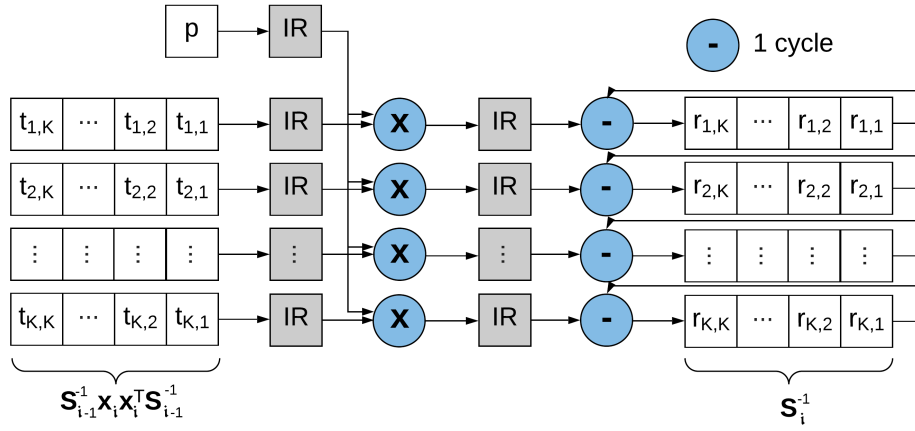 p IR - 1 cycle
t1,K ... t1,2 t1,1 IR x IR - r1,K ... r1,2 r1,1
t2,K ... t2,2 t2,1 IR x IR - r2,K ... r2,2 r2,1
⋮ ⋮ ⋮ ⋮ ⋮ x ⋮ - ⋮ ⋮ ⋮ ⋮
tK,K ... tK,2 tK,1 IR x IR - rK,K ... rK,2 rK,1
S⁻¹ᵢ₋₁xᵢxᵢᵀS⁻¹ᵢ₋₁ Sᵢ⁻¹